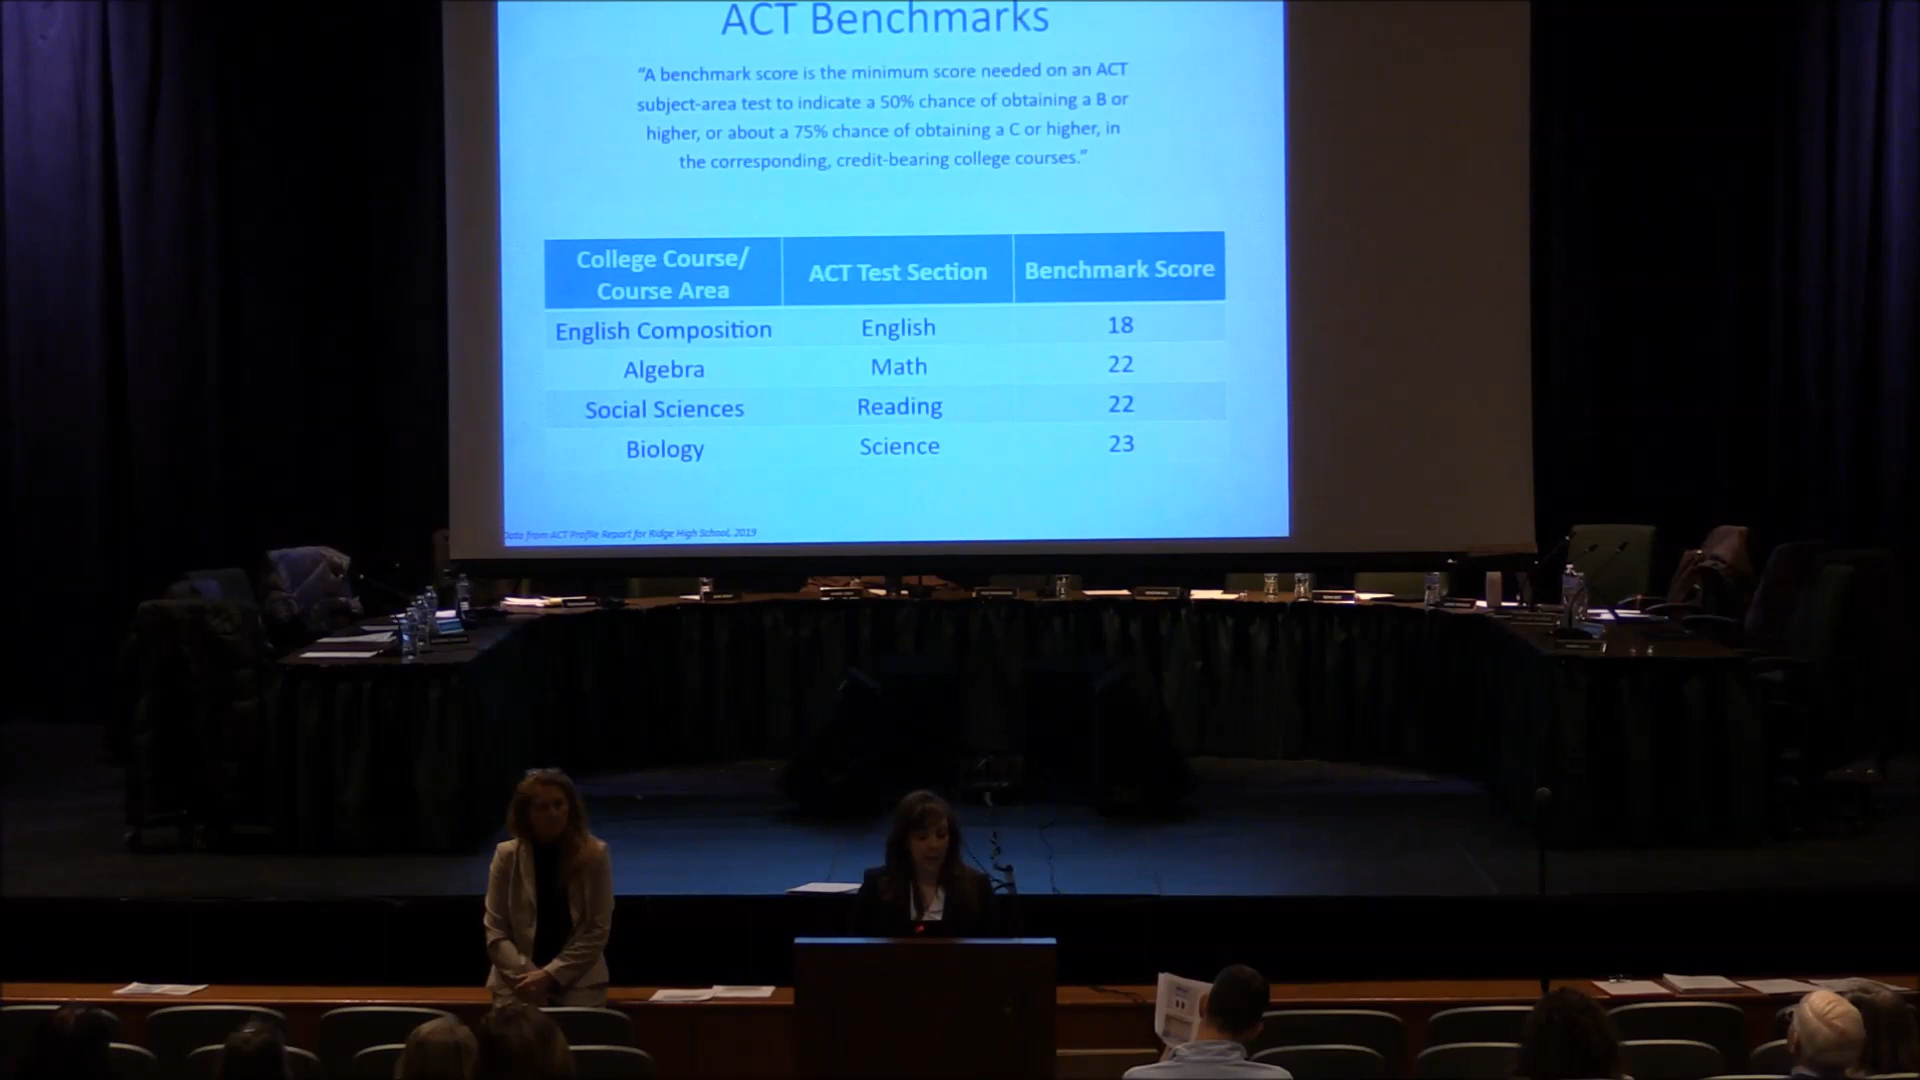 ACT Benchmarks
“A benchmark score is the minimum score needed on an ACT
subject-area test to indicate a 50% chance of obtaining a B or
higher, or about a 75% chance of obtaining a C or higher, in
the corresponding, credit-bearing college courses.”
College Course/
Course Area
ACT Test Section
Benchmark Score
English Composition English 18
Algebra Math 22
Social Sciences Reading 22
Biology Science 23
Data from ACT Profile Report for Ridge High School, 2019